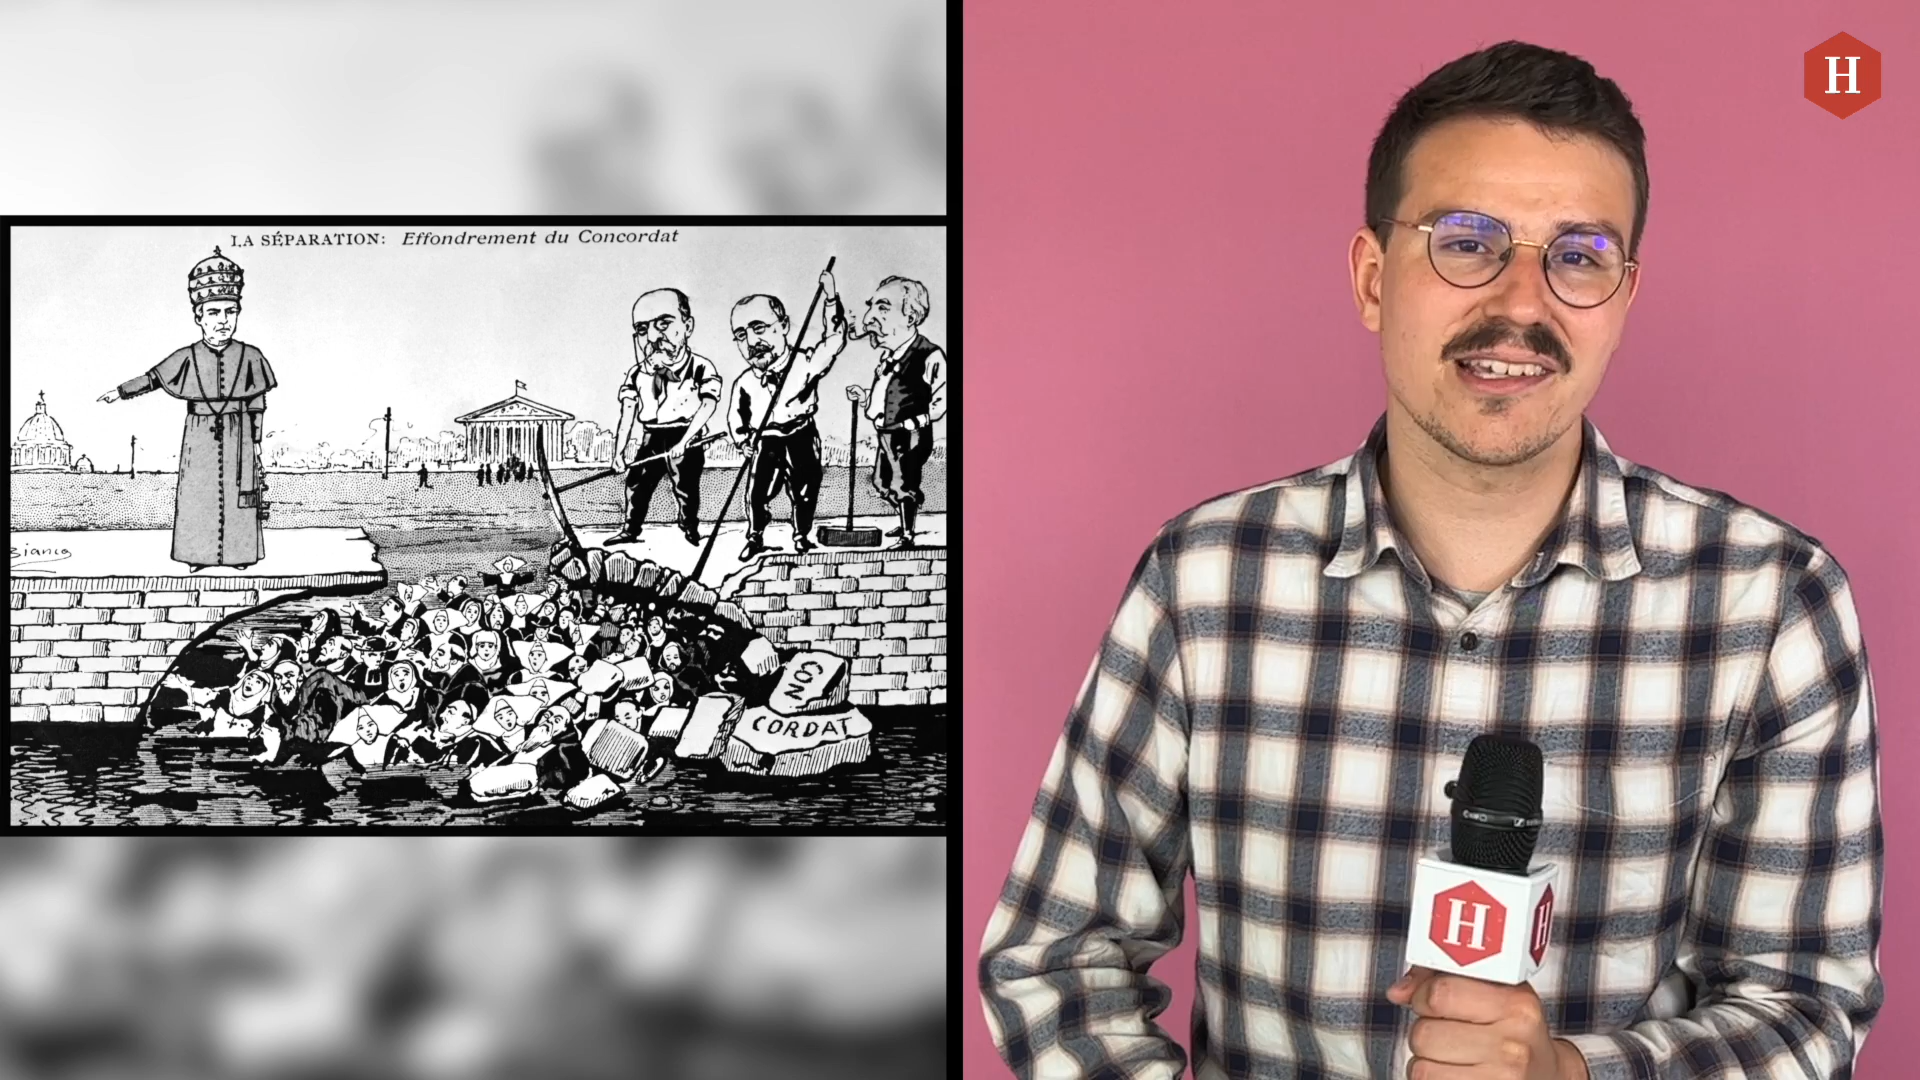 LA SÉPARATION: Effondrement du Concordat
Bianco
CON
CORDAT
H
H
H